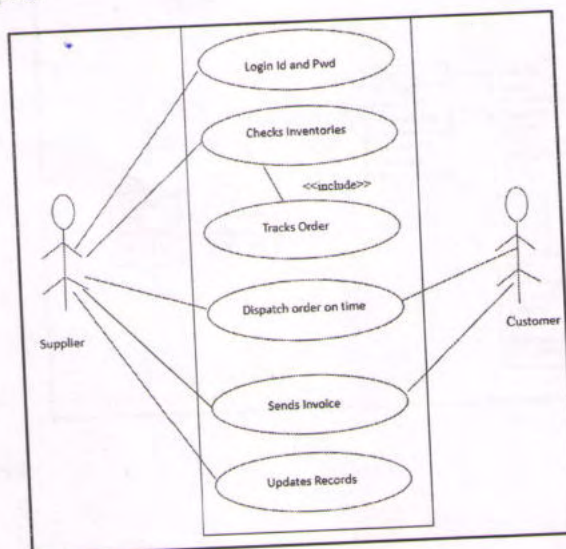 Login Id and Pwd
Checks Inventories
<<include>>
Tracks Order
Dispatch order on time
Supplier
Customer
Sends Invoice
Updates Records